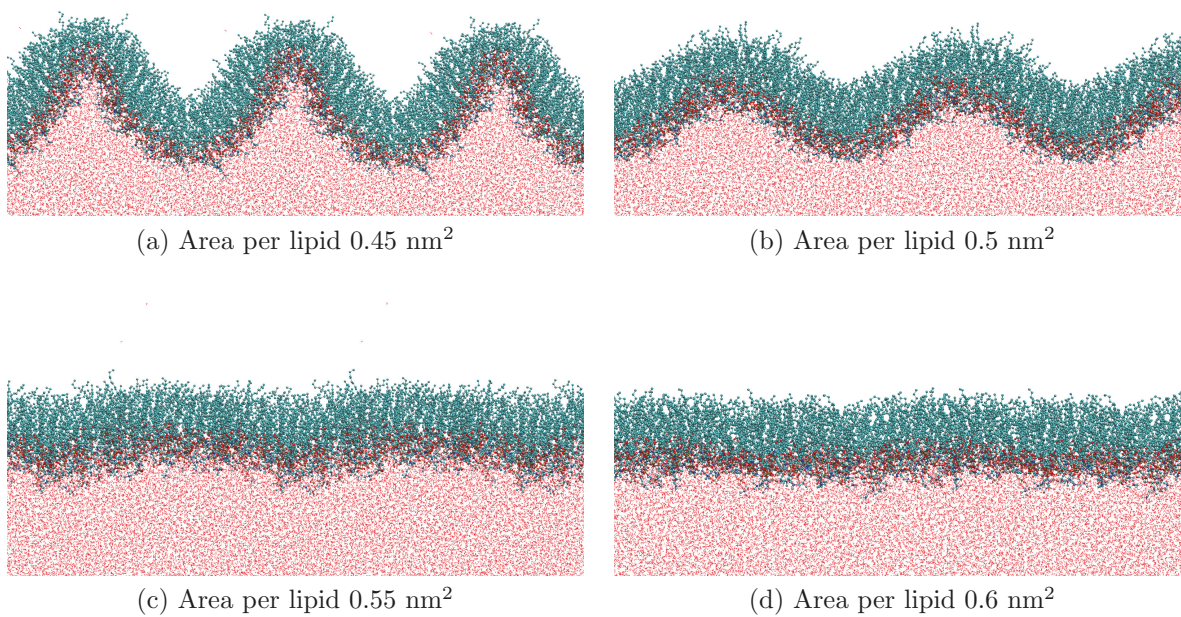 (a) Area per lipid 0.45 nm²
(b) Area per lipid 0.5 nm²
(c) Area per lipid 0.55 nm²
(d) Area per lipid 0.6 nm²